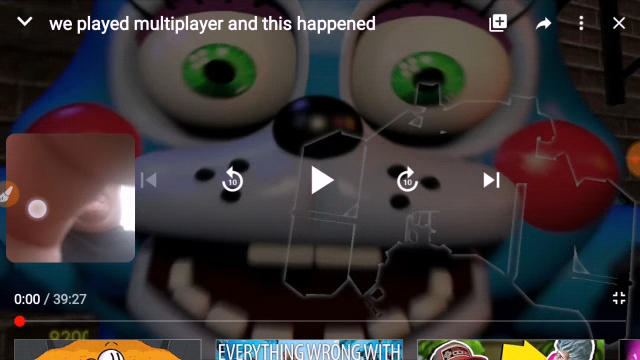 we played multiplayer and this happened
10
10
0:00 / 39:27
EVERYTHING WRONG WITH